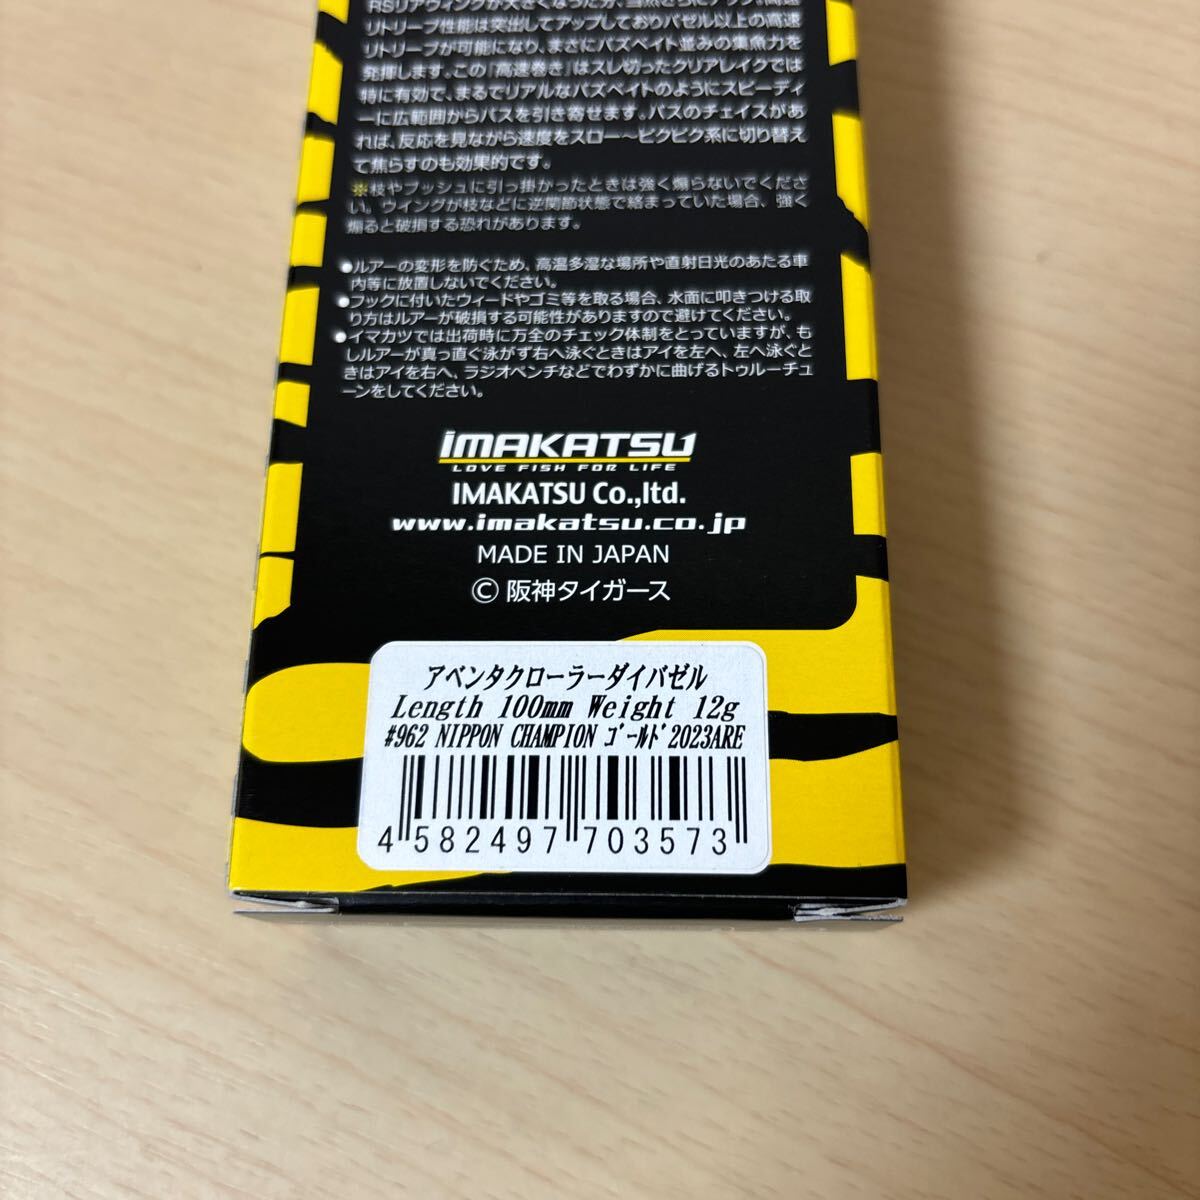 リトリーブ性能は突出してアップしておりバゼル以上の高速
リトリーブが可能になり、まさにバズベイト並みの集魚力を
発揮します。この『高速巻き』はスレ切ったクリアレイクでは
特に有効で、まるでリアルなバズベイトのようにスピーディ
ーに広範囲からバスを引き寄せます。バスのチェイスがあ
れば、反応を見ながら速度をスロー～ピクピク系に切り替え
て焦らすのも効果的です。
※枝やブッシュに引っ掛かったときは強く煽らないでくださ
い。ウイングが枝などに逆関節状態で絡まっていた場合、強く
煽ると破損する恐れがあります。
●ルアーの変形を防ぐため、高温多湿な場所や直射日光のあたる車
内等に放置しないでください。
●フックに付いたウィードやゴミ等を取る場合、水面に叩きつける取
り方はルアーが破損する可能性がありますので避けてください。
●イマカツでは出荷時に万全のチェック体制をとっていますが、も
しルアーが真っ直ぐ泳がず右へ泳ぐときはアイを左へ、左へ泳ぐと
きはアイを右へ、ラジオペンチなどでわずかに曲げるトゥルーチュ
ーンをしてください。
IMAKATSU
LOVE FISH FOR LIFE
IMAKATSU Co.,ltd.
www.imakatsu.co.jp
MADE IN JAPAN
© 阪神タイガース
アベンタクローラーダイバゼル
Length 100mm Weight 12g
#962 NIPPON CHAMPION ｺﾞｰﾙﾄﾞ2023ARE
4 582497 703573